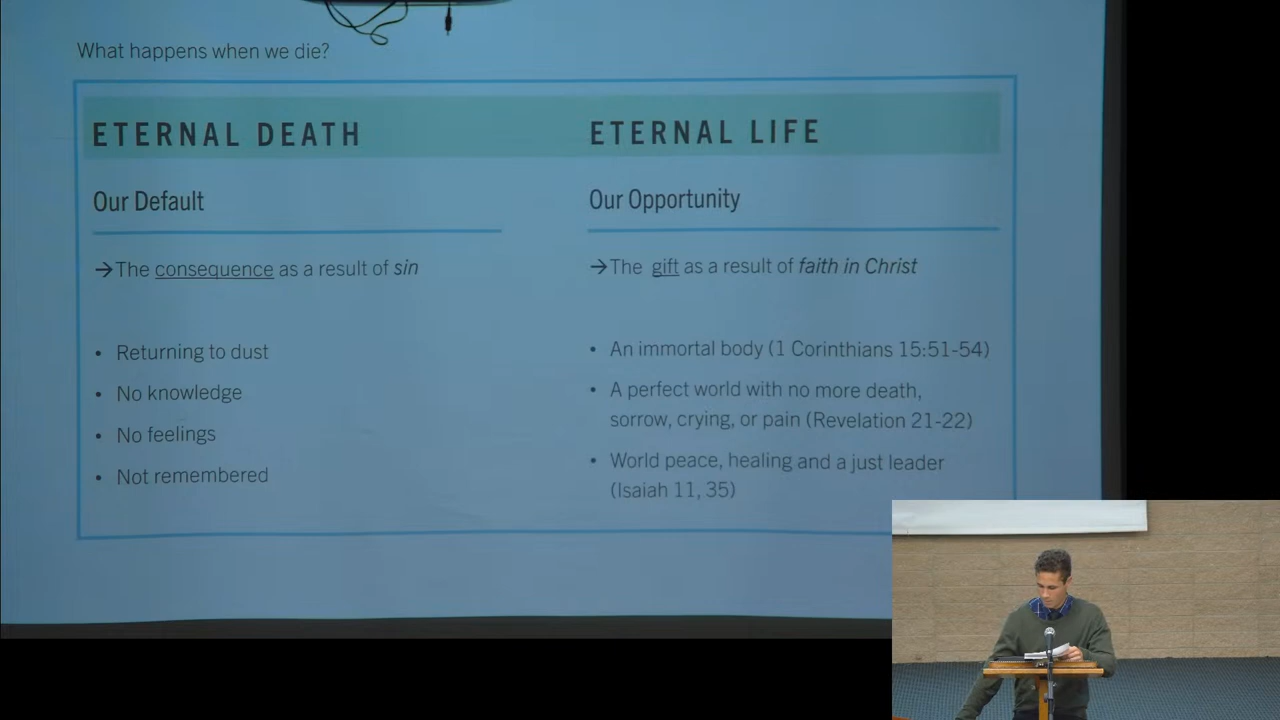 What happens when we die?
ETERNAL DEATH
Our Default
→The consequence as a result of sin
• Returning to dust
• No knowledge
• No feelings
• Not remembered
ETERNAL LIFE
Our Opportunity
→The gift as a result of faith in Christ
• An immortal body (1 Corinthians 15:51-54)
• A perfect world with no more death,
sorrow, crying, or pain (Revelation 21-22)
• World peace, healing and a just leader
(Isaiah 11, 35)